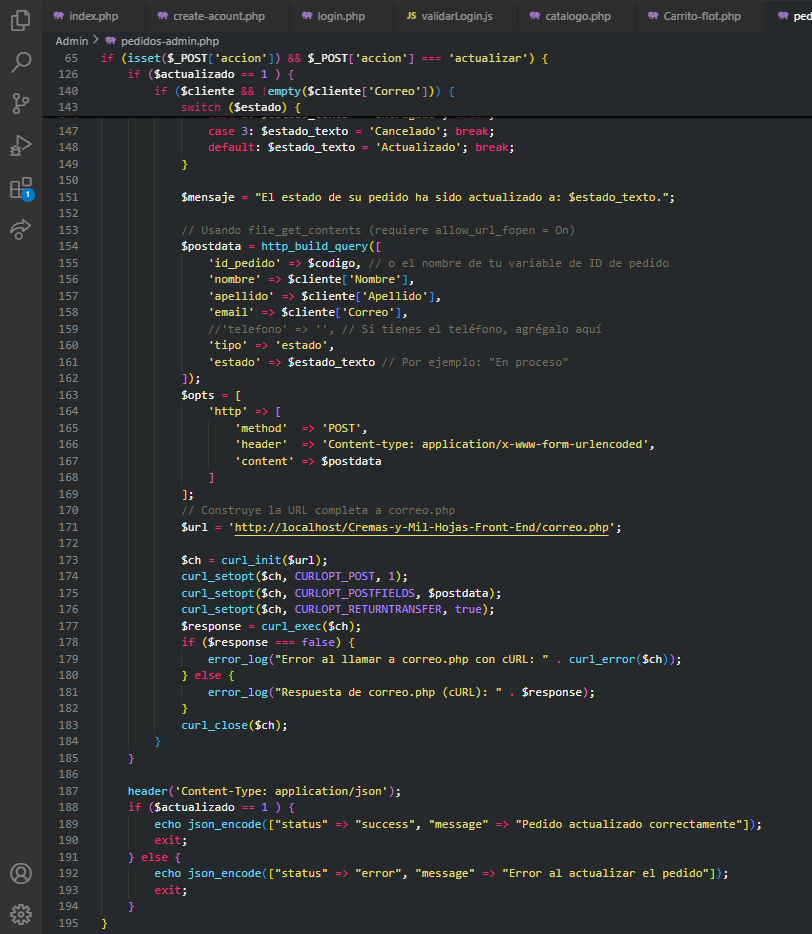 index.php create-acount.php login.php JS validarLogin.js catalogo.php Carrito-flot.php
Admin > pedidos-admin.php
65 if (isset($_POST['accion']) && $_POST['accion'] === 'actualizar') {
126 if ($actualizado == 1 ) {
140 if ($cliente && !empty($cliente['Correo'])) {
143 switch ($estado) {
147 case 3: $estado_texto = 'Cancelado'; break;
148 default: $estado_texto = 'Actualizado'; break;
149 }
150
151 $mensaje = "El estado de su pedido ha sido actualizado a: $estado_texto.";
152
153 // Usando file_get_contents (requiere allow_url_fopen = On)
154 $postdata = http_build_query([
155 'id_pedido' => $codigo, // o el nombre de tu variable de ID de pedido
156 'nombre' => $cliente['Nombre'],
157 'apellido' => $cliente['Apellido'],
158 'email' => $cliente['Correo'],
159 //'telefono' => '', // Si tienes el teléfono, agrégalo aquí
160 'tipo' => 'estado',
161 'estado' => $estado_texto // Por ejemplo: "En proceso"
162 ]);
163 $opts = [
164 'http' => [
165 'method' => 'POST',
166 'header' => 'Content-type: application/x-www-form-urlencoded',
167 'content' => $postdata
168 ]
169 ];
170 // Construye la URL completa a correo.php
171 $url = 'http://localhost/Cremas-y-Mil-Hojas-Front-End/correo.php';
172
173 $ch = curl_init($url);
174 curl_setopt($ch, CURLOPT_POST, 1);
175 curl_setopt($ch, CURLOPT_POSTFIELDS, $postdata);
176 curl_setopt($ch, CURLOPT_RETURNTRANSFER, true);
177 $response = curl_exec($ch);
178 if ($response === false) {
179 error_log("Error al llamar a correo.php con cURL: " . curl_error($ch));
180 } else {
181 error_log("Respuesta de correo.php (cURL): " . $response);
182 }
183 curl_close($ch);
184 }
185 }
186
187 header('Content-Type: application/json');
188 if ($actualizado == 1 ) {
189 echo json_encode(["status" => "success", "message" => "Pedido actualizado correctamente"]);
190 exit;
191 } else {
192 echo json_encode(["status" => "error", "message" => "Error al actualizar el pedido"]);
193 exit;
194 }
195 }
1